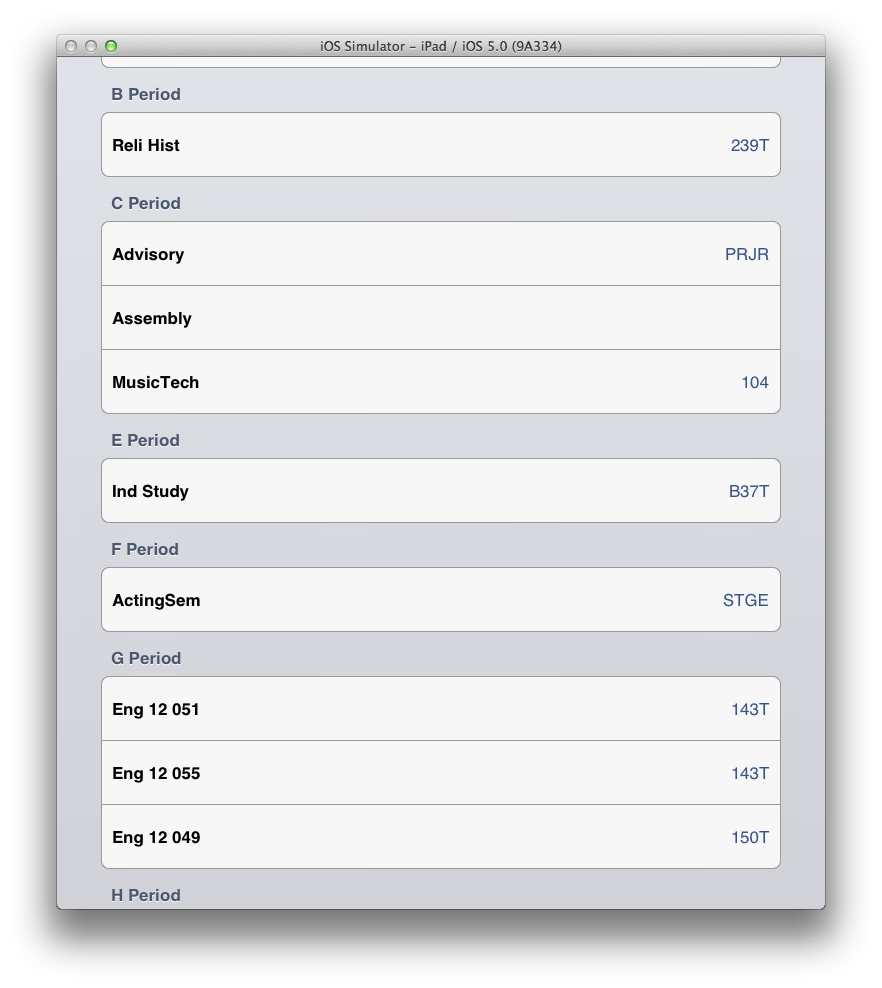 iOS Simulator – iPad / iOS 5.0 (9A334)
B Period
Reli Hist 239T
C Period
Advisory PRJR
Assembly
MusicTech 104
E Period
Ind Study B37T
F Period
ActingSem STGE
G Period
Eng 12 051 143T
Eng 12 055 143T
Eng 12 049 150T
H Period